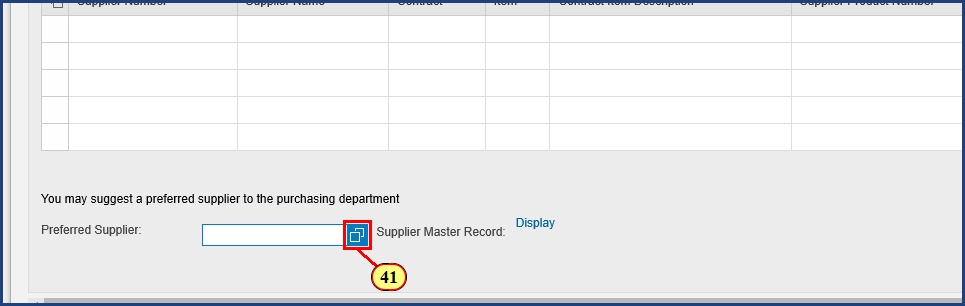 Supplier Number Supplier Name Contract Item Contract Item Description Supplier Product Number
You may suggest a preferred supplier to the purchasing department
Preferred Supplier: Supplier Master Record: Display
41